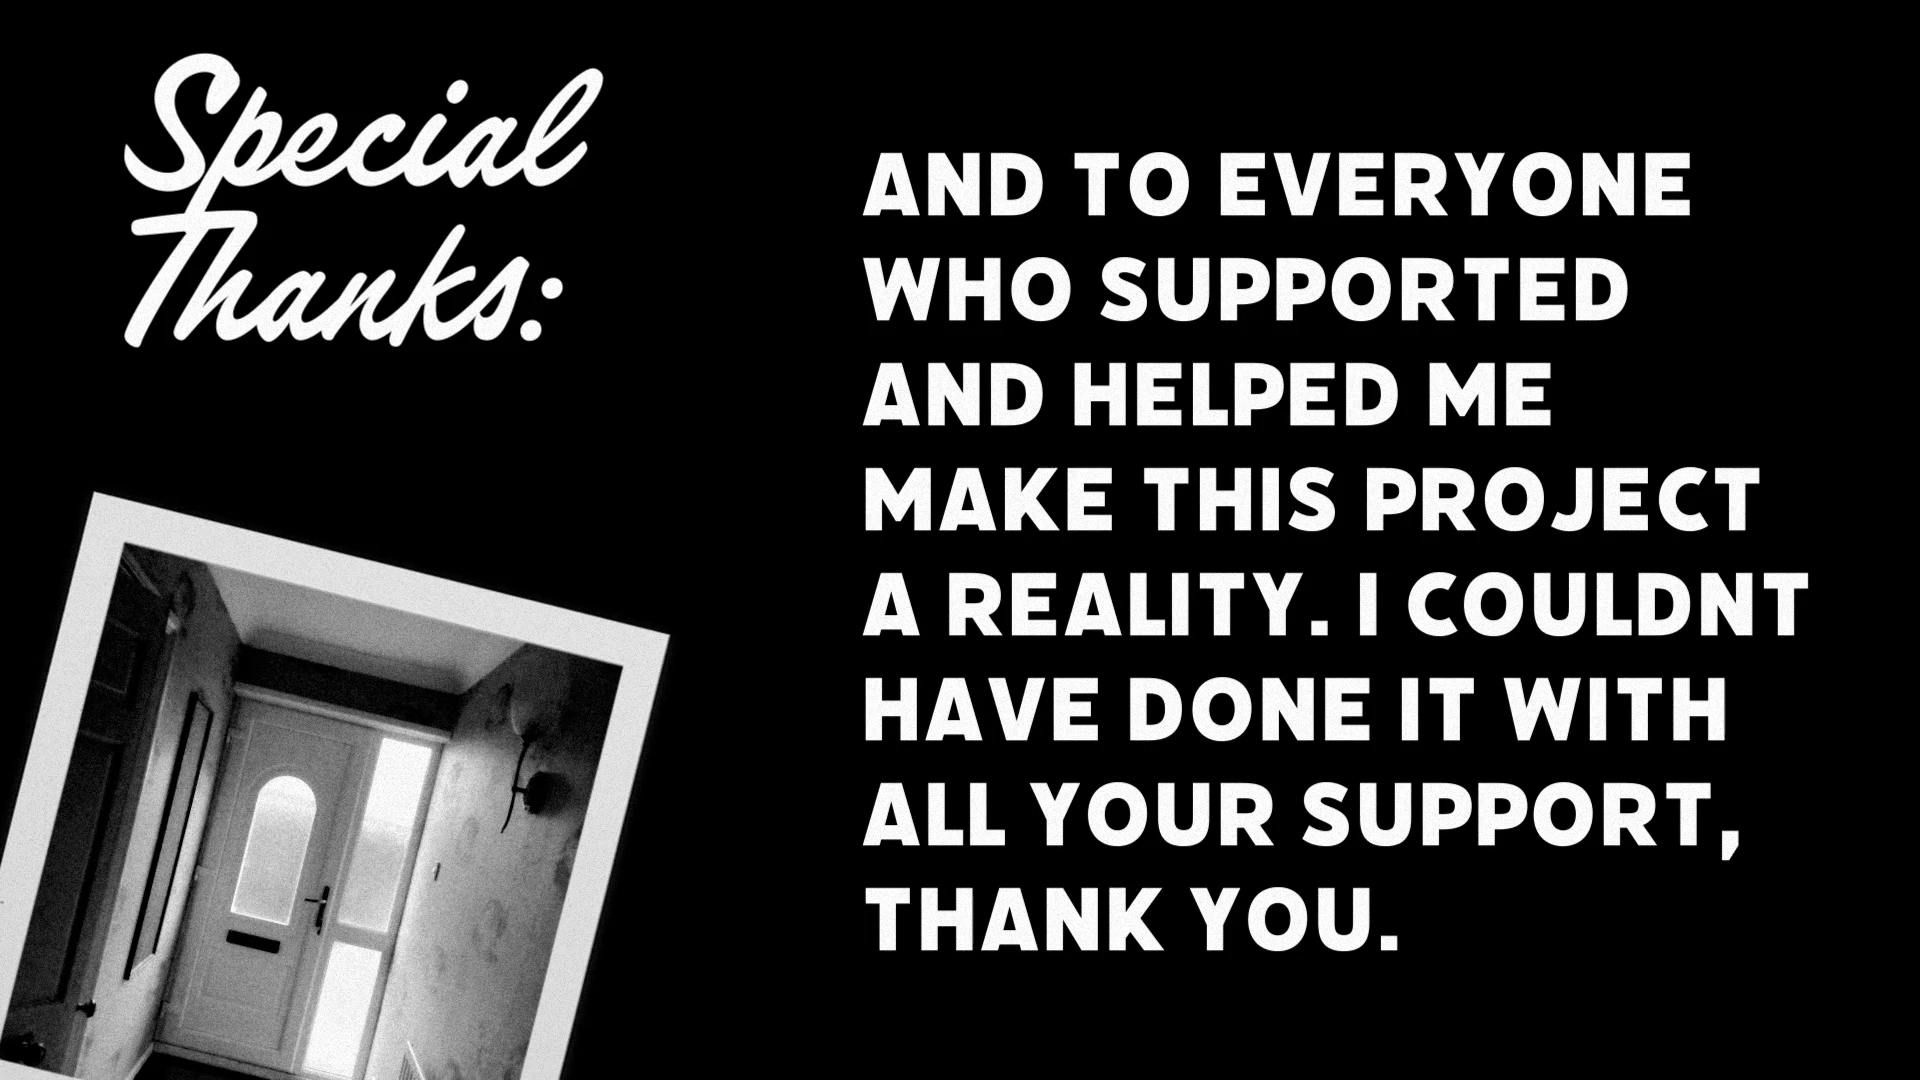 Special
Thanks:
AND TO EVERYONE
WHO SUPPORTED
AND HELPED ME
MAKE THIS PROJECT
A REALITY. I COULDNT
HAVE DONE IT WITH
ALL YOUR SUPPORT,
THANK YOU.